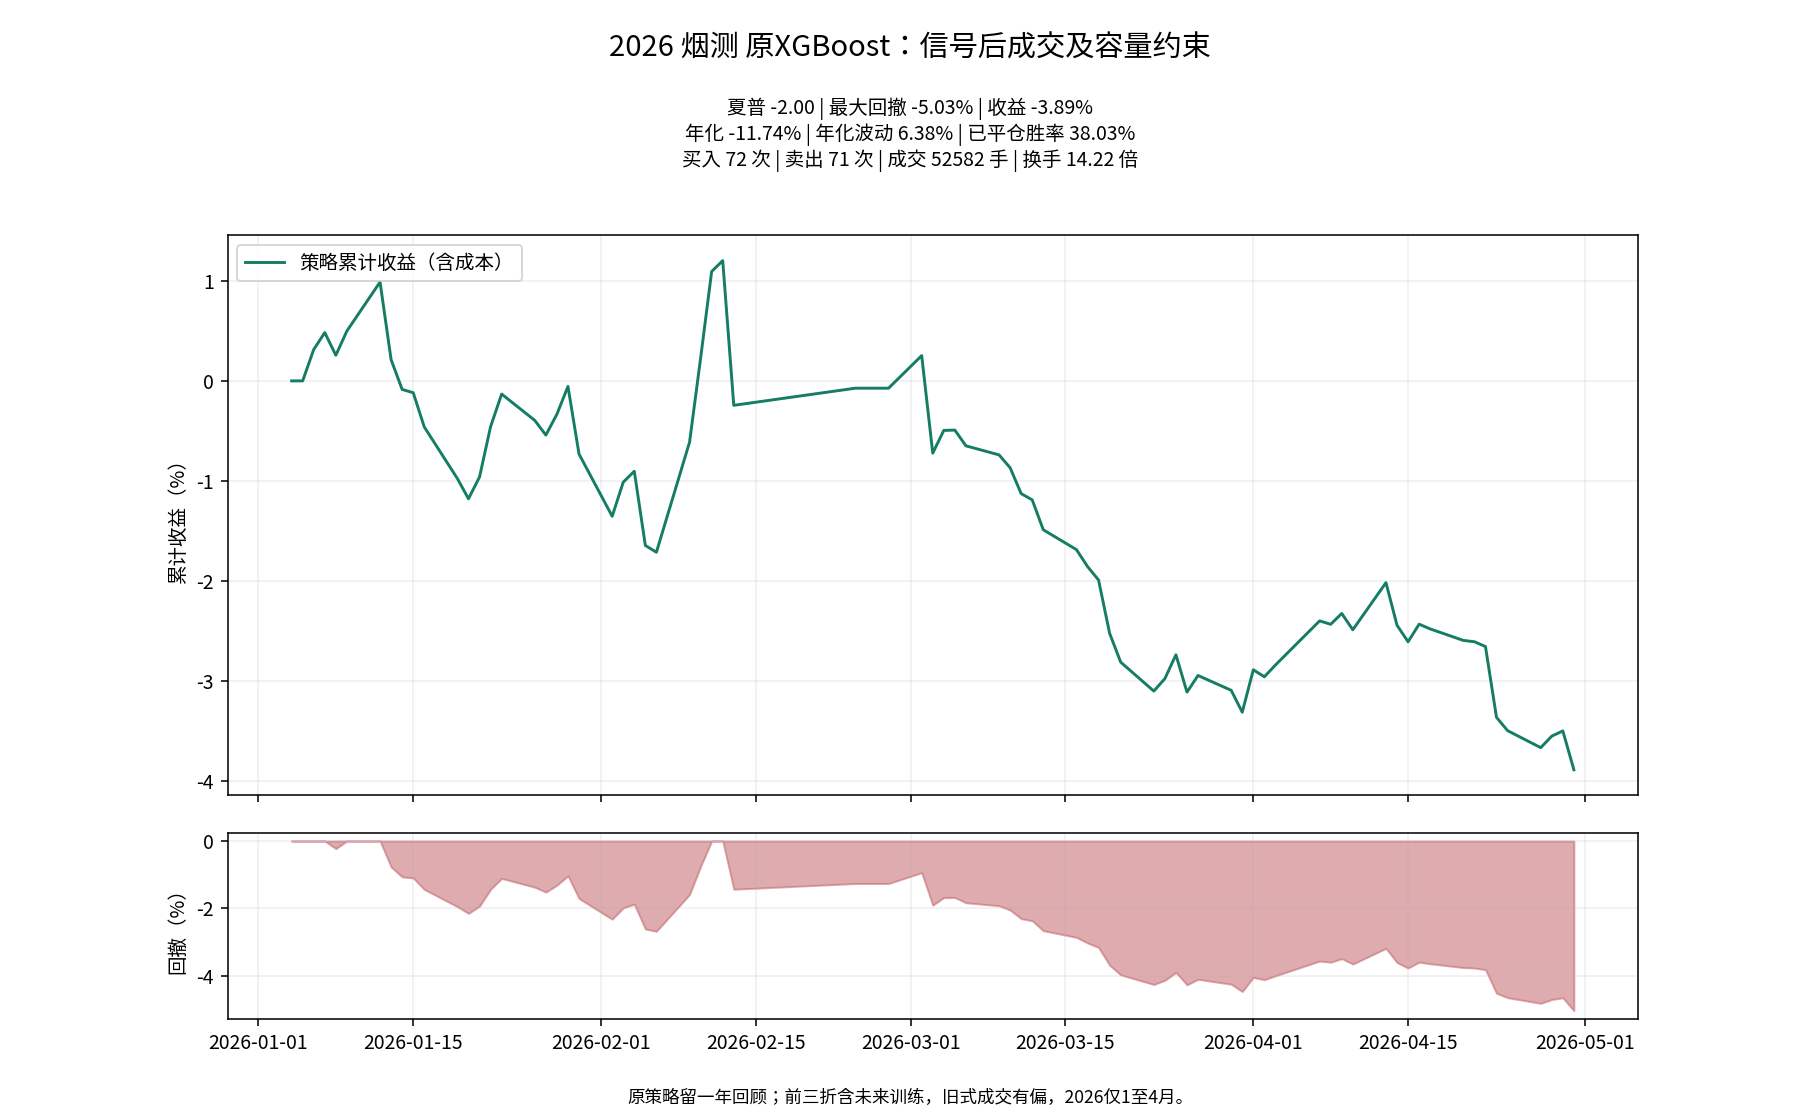 2026 烟测 原XGBoost：信号后成交及容量约束
夏普 -2.00 | 最大回撤 -5.03% | 收益 -3.89%
年化 -11.74% | 年化波动 6.38% | 已平仓胜率 38.03%
买入 72 次 | 卖出 71 次 | 成交 52582 手 | 换手 14.22 倍
策略累计收益（含成本）
累计收益（%）
1
0
-1
-2
-3
-4
回撤（%）
0
-2
-4
2026-01-01
2026-01-15
2026-02-01
2026-02-15
2026-03-01
2026-03-15
2026-04-01
2026-04-15
2026-05-01
原策略留一年回顾；前三折含未来训练，旧式成交有偏，2026仅1至4月。